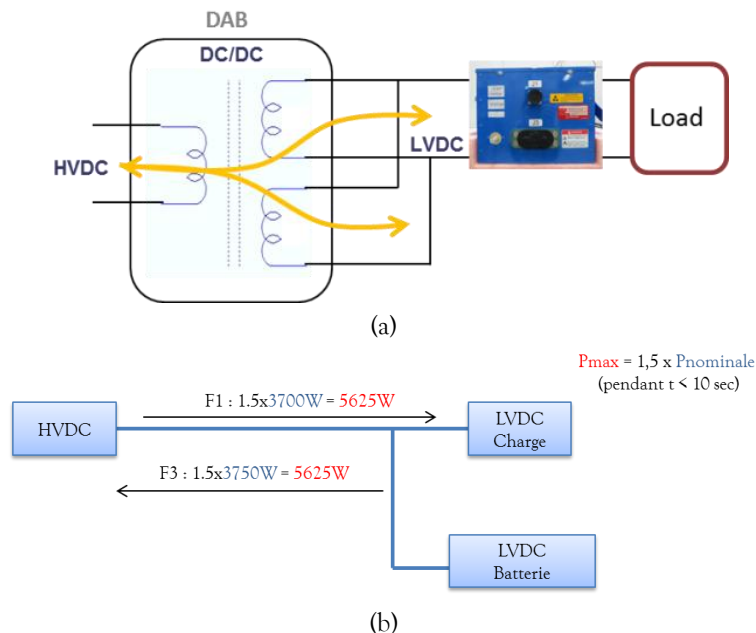 DAB
DC/DC
HVDC
LVDC
Load
(a)
Pmax = 1,5 x Pnominale
(pendant t < 10 sec)
F1 : 1.5x3700W = 5625W
HVDC
LVDC
Charge
F3 : 1.5x3750W = 5625W
LVDC
Batterie
(b)